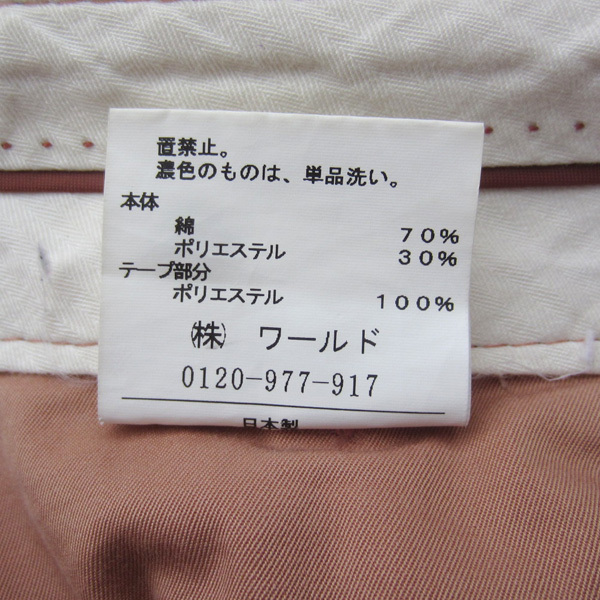 置禁止。
濃色のものは、単品洗い。
本体
綿 70%
ポリエステル 30%
テープ部分
ポリエステル 100%
㈱ ワールド
0120-977-917
日本製